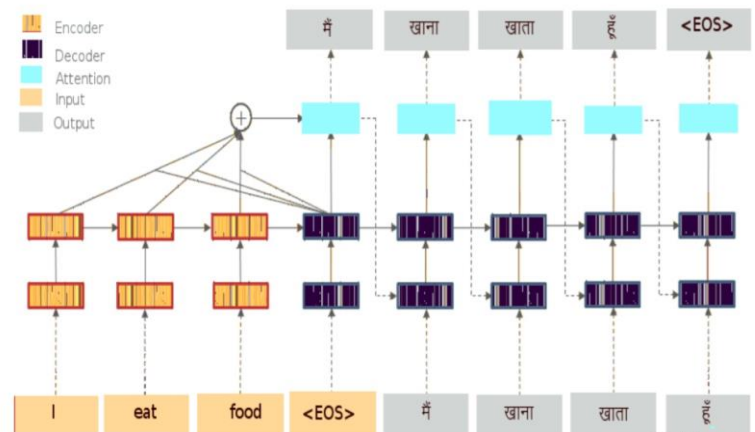 Encoder
Decoder
Attention
Input
Output
मैं खाना खाता <EOS>
I eat food <EOS> मैं खाना खाता